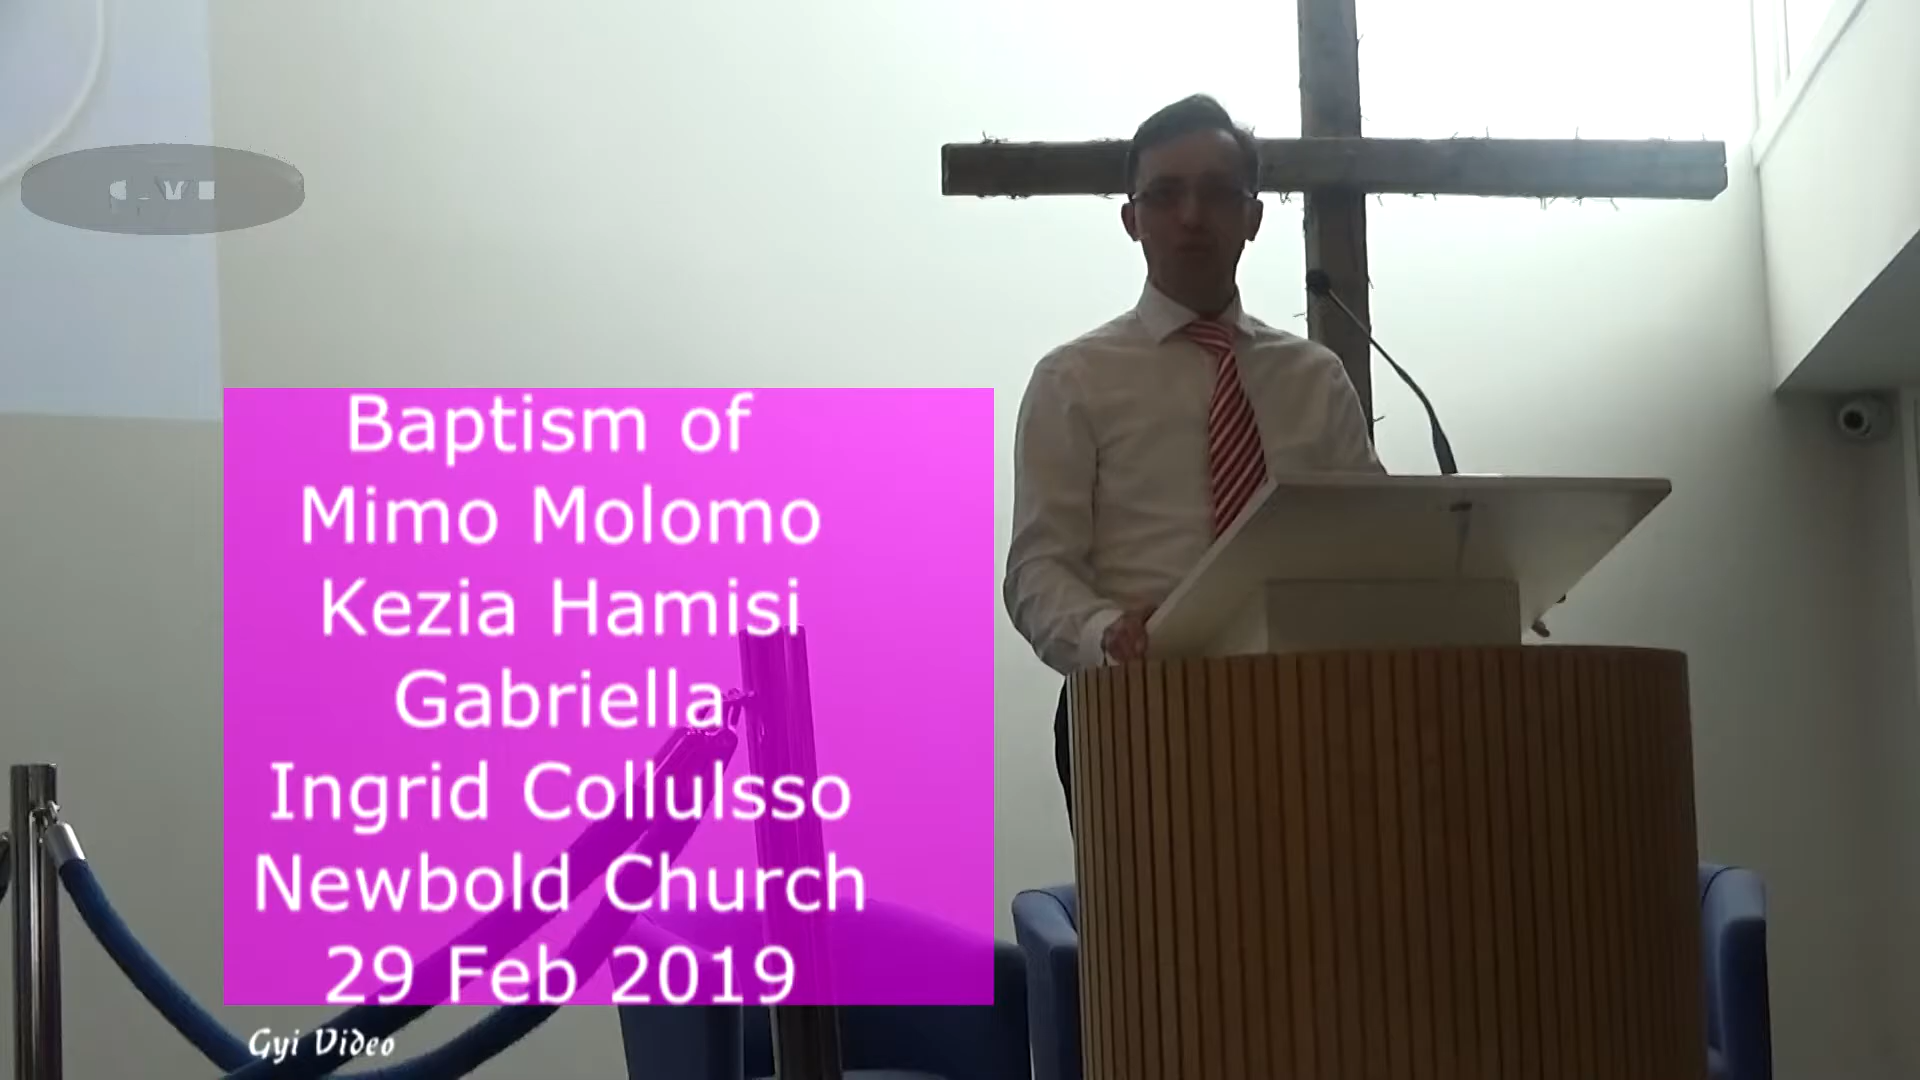 Baptism of
Mimo Molomo
Kezia Hamisi
Gabriella
Ingrid Collulsso
Newbold Church
29 Feb 2019
Gyi Video